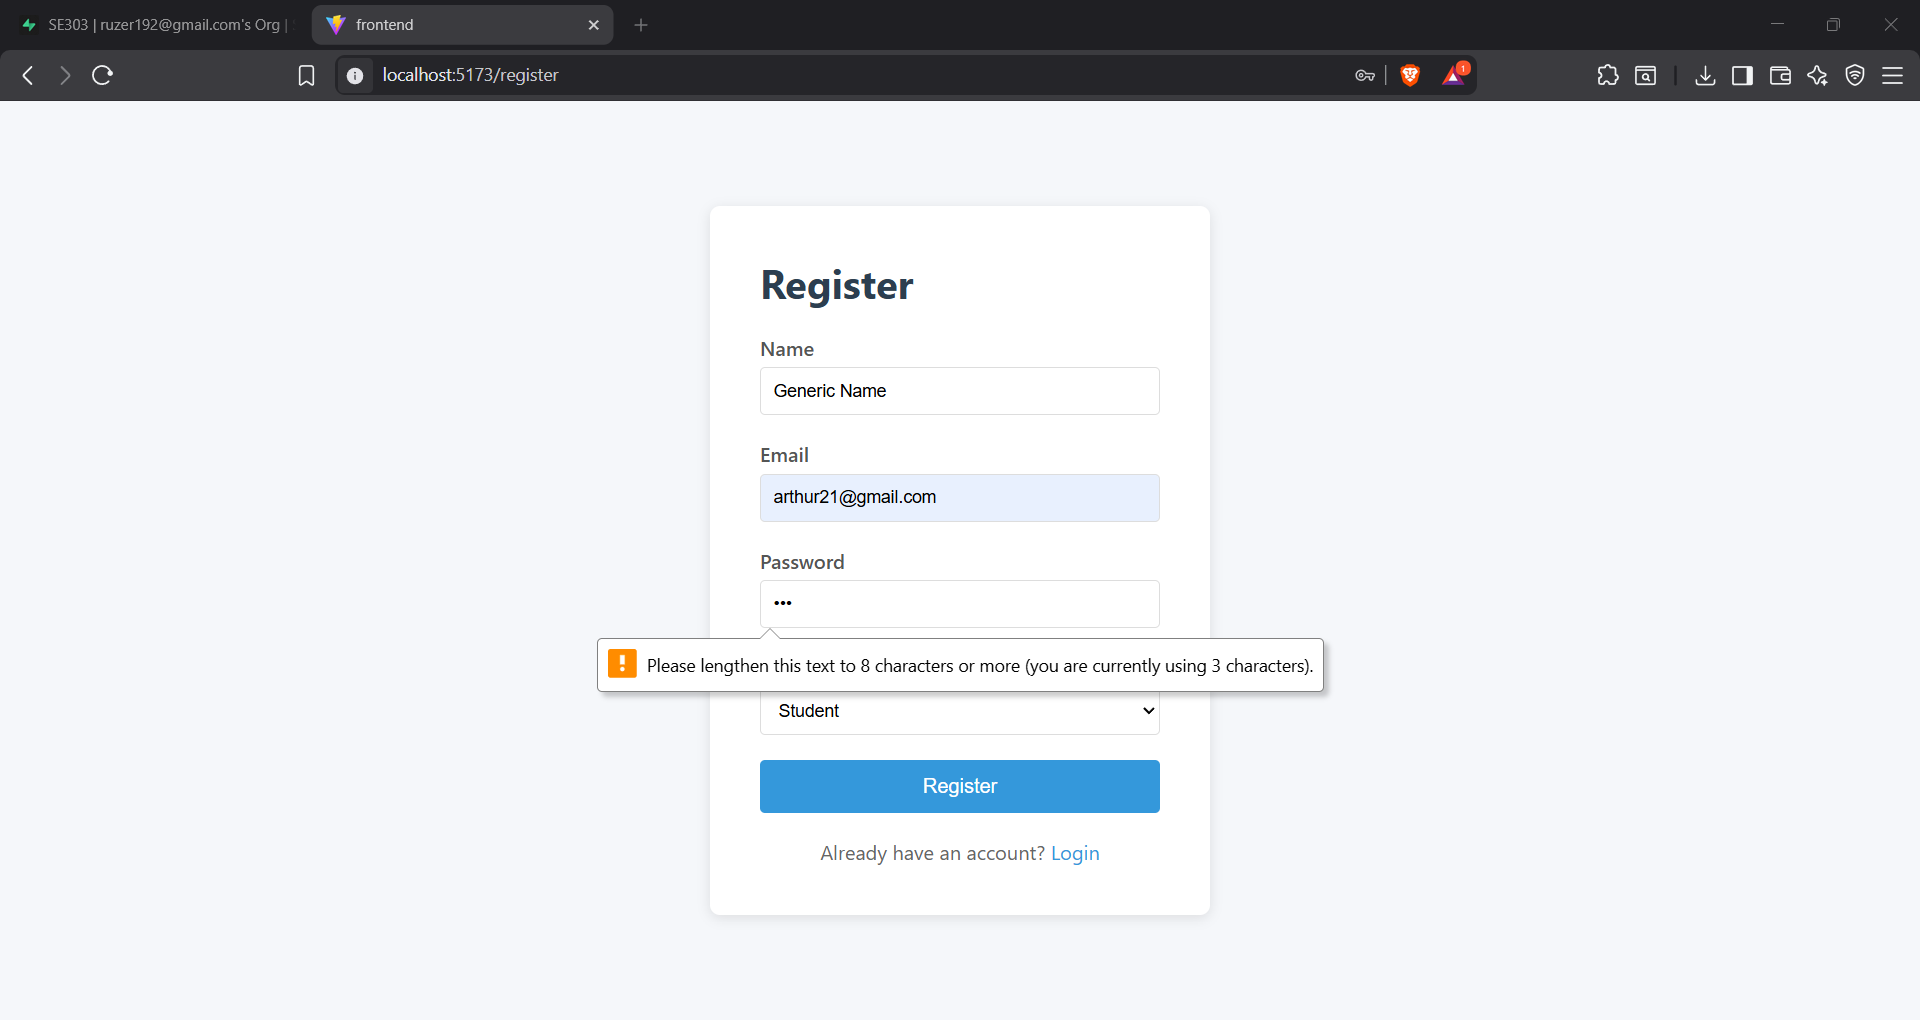 SE303 | ruzer192@gmail.com's Org |
frontend
localhost:5173/register
1
Register
Name
Generic Name
Email
arthur21@gmail.com
Password
•••
Please lengthen this text to 8 characters or more (you are currently using 3 characters).
Student
Register
Already have an account? Login